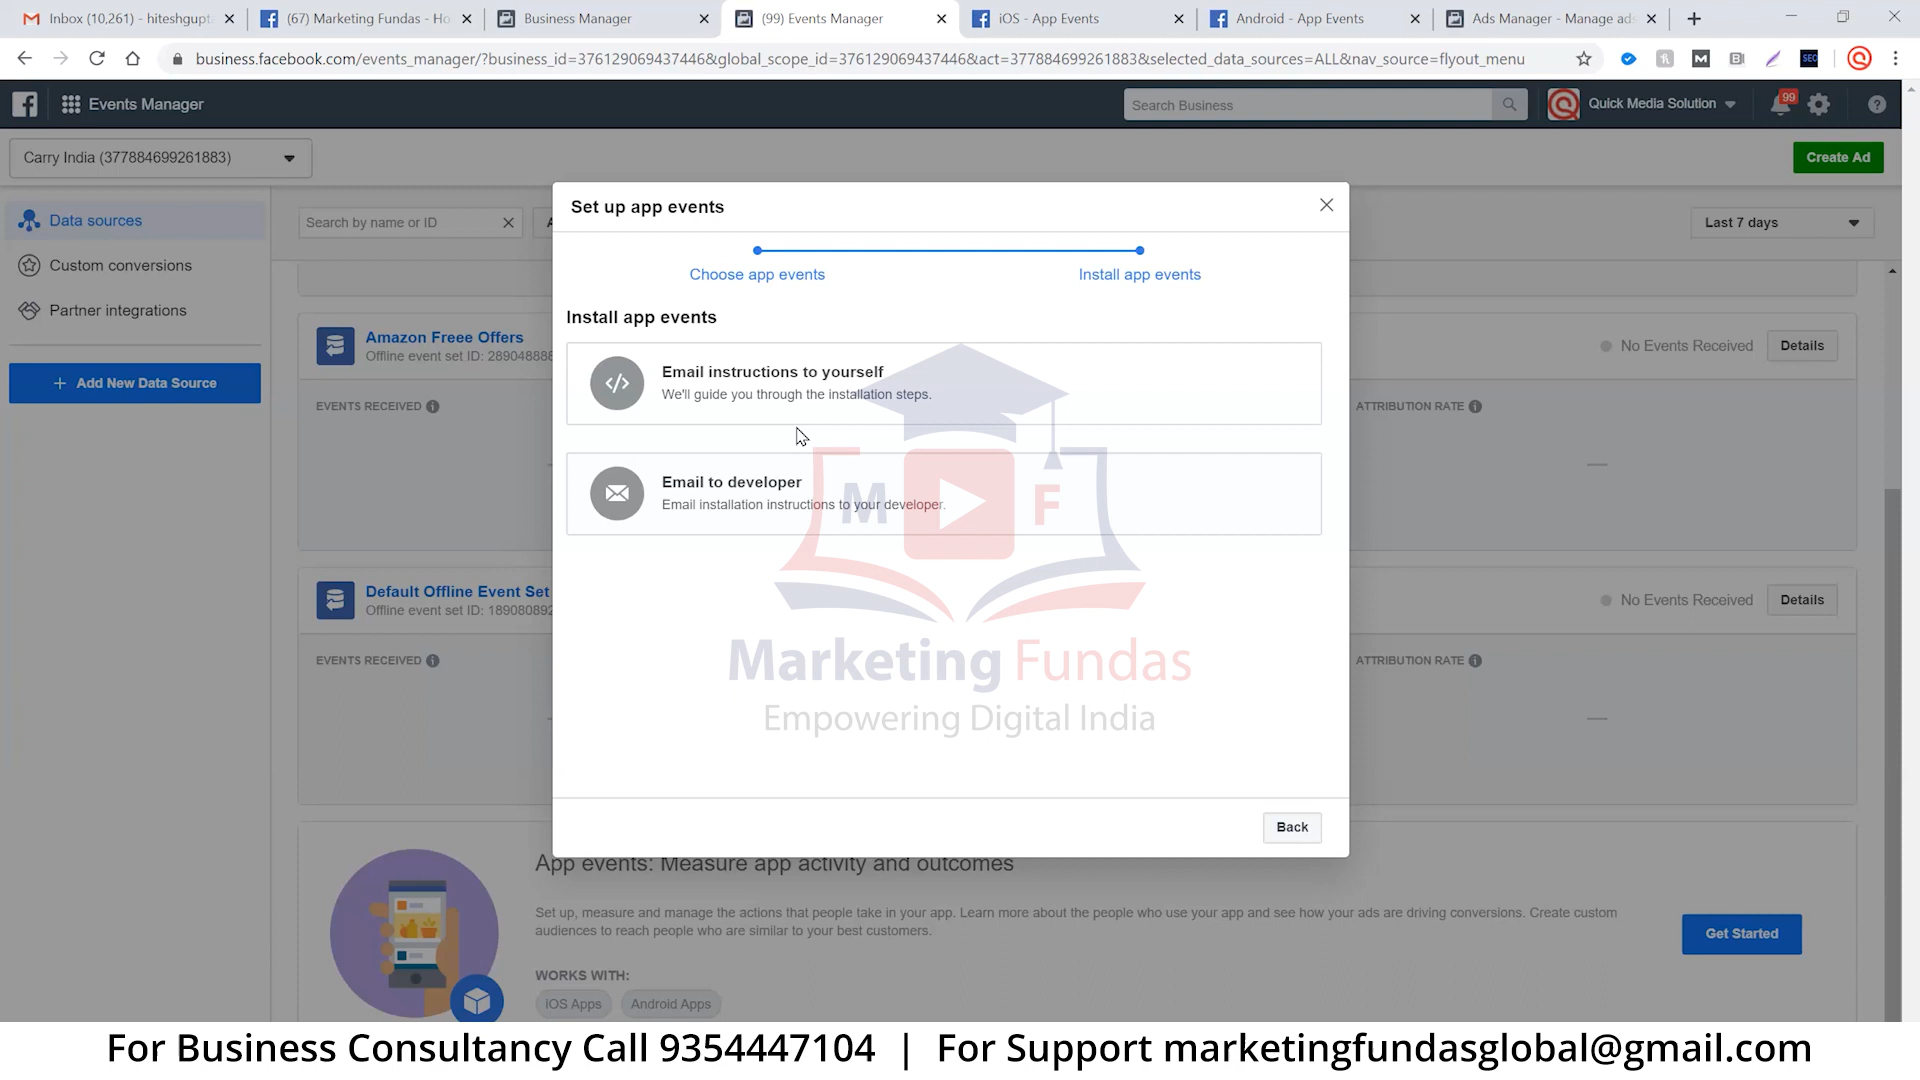 Inbox (10,261) - hiteshgupta
(67) Marketing Fundas - Ho
Business Manager
(99) Events Manager
iOS - App Events
Android - App Events
Ads Manager - Manage ads
business.facebook.com/events_manager/?business_id=376129069437446&global_scope_id=376129069437446&act=377884699261883&selected_data_sources=ALL&nav_source=flyout_menu
Events Manager
Search Business
Quick Media Solution
99
Carry India (377884699261883)
Create Ad
Data sources
Custom conversions
Partner integrations
+ Add New Data Source
Search by name or ID
Last 7 days
Set up app events
Choose app events
Install app events
Install app events
Email instructions to yourself
We'll guide you through the installation steps.
Email to developer
Email installation instructions to your developer.
Back
Amazon Freee Offers
Offline event set ID: 289048888
No Events Received
Details
EVENTS RECEIVED
ATTRIBUTION RATE
Default Offline Event Set
Offline event set ID: 18908089
No Events Received
Details
EVENTS RECEIVED
ATTRIBUTION RATE
M F
Marketing Fundas
Empowering Digital India
App events: Measure app activity and outcomes
Set up, measure and manage the actions that people take in your app. Learn more about the people who use your app and see how your ads are driving conversions. Create custom
audiences to reach people who are similar to your best customers.
WORKS WITH:
iOS Apps
Android Apps
Get Started
For Business Consultancy Call 9354447104 | For Support marketingfundasglobal@gmail.com